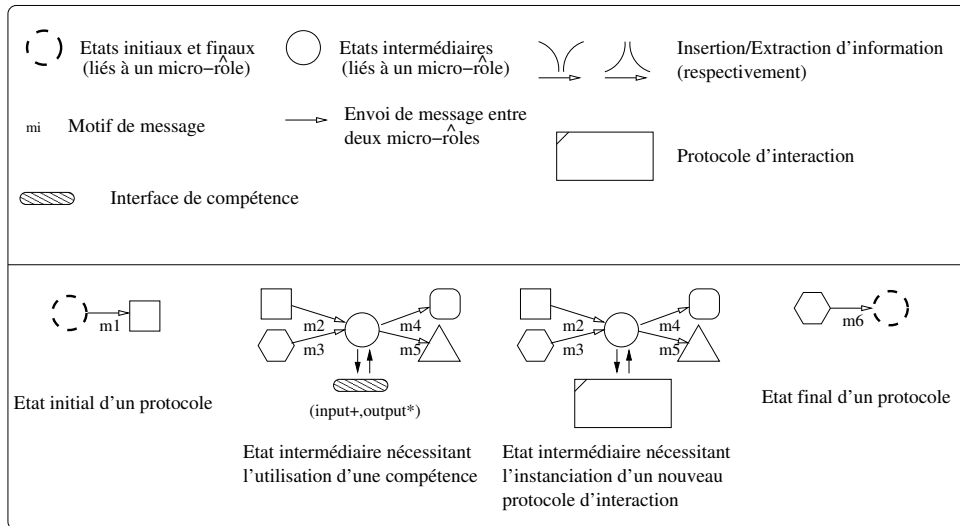 Etats initiaux et finaux
(liés à un micro−rôle)
Etats intermédiaires
(liés à un micro−rôle)
Insertion/Extraction d'information
(respectivement)
mi Motif de message
Envoi de message entre
deux micro−rôles
Protocole d'interaction
Interface de compétence
m1
m2
m3
m4
m5
(input+,output*)
m2
m3
m4
m5
m6
Etat initial d'un protocole
Etat intermédiaire nécessitant
l'utilisation d'une compétence
Etat intermédiaire nécessitant
l'instanciation d'un nouveau
protocole d'interaction
Etat final d'un protocole